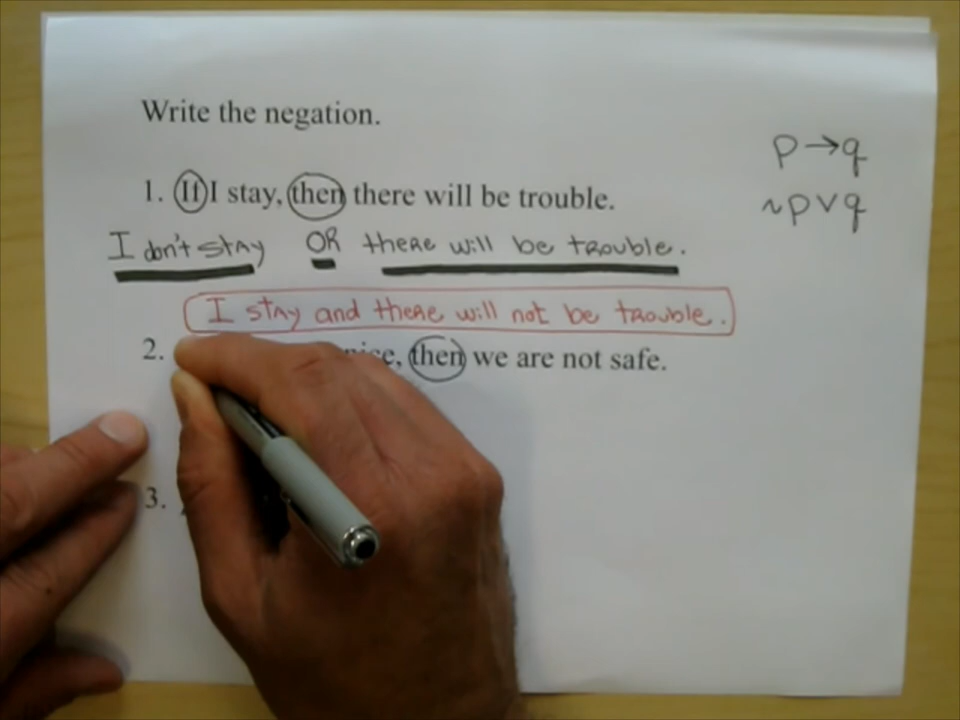 Write the negation.
p→q
1. If I stay, then there will be trouble.
~p∨q
I don't stay OR there will be trouble.
I stay and there will not be trouble.
2. then we are not safe.
3.